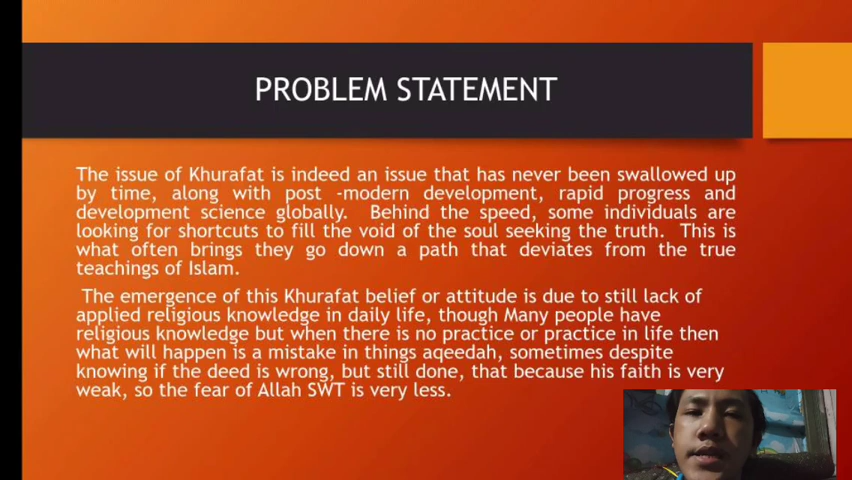 PROBLEM STATEMENT
The issue of Khurafat is indeed an issue that has never been swallowed up
by time, along with post -modern development, rapid progress and
development science globally. Behind the speed, some individuals are
looking for shortcuts to fill the void of the soul seeking the truth. This is
what often brings they go down a path that deviates from the true
teachings of Islam.
The emergence of this Khurafat belief or attitude is due to still lack of
applied religious knowledge in daily life, though Many people have
religious knowledge but when there is no practice or practice in life then
what will happen is a mistake in things aqeedah, sometimes despite
knowing if the deed is wrong, but still done, that because his faith is very
weak, so the fear of Allah SWT is very less.